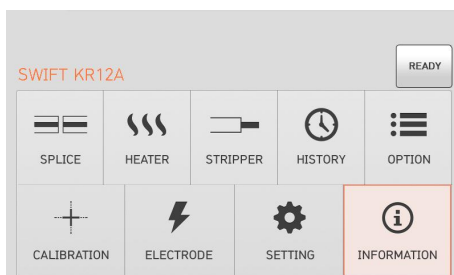 SWIFT KR12A
READY
SPLICE HEATER STRIPPER HISTORY OPTION
CALIBRATION ELECTRODE SETTING INFORMATION